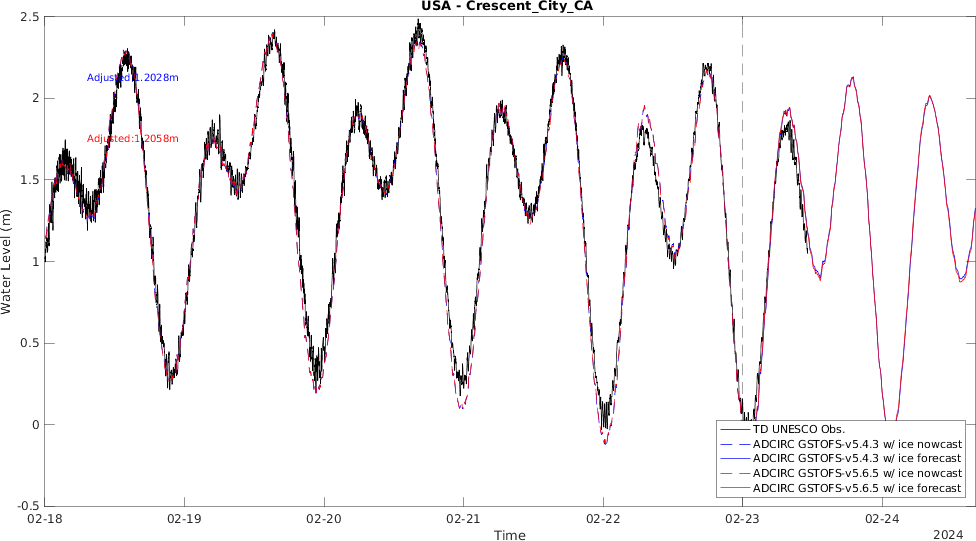 USA - Crescent_City_CA
2.5
2
1.5
1
0.5
0
-0.5
Water Level (m)
Adjusted:1.2028m
Adjusted:1.2058m
TD UNESCO Obs.
ADCIRC GSTOFS-v5.4.3 w/ ice nowcast
ADCIRC GSTOFS-v5.4.3 w/ ice forecast
ADCIRC GSTOFS-v5.6.5 w/ ice nowcast
ADCIRC GSTOFS-v5.6.5 w/ ice forecast
02-18 02-19 02-20 02-21 02-22 02-23 02-24
Time
2024